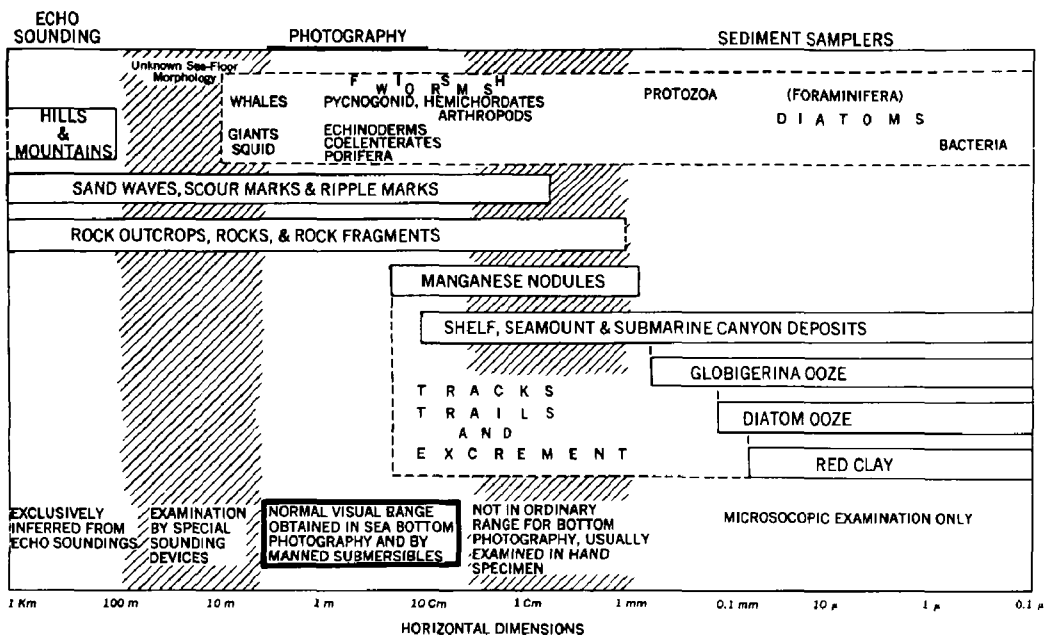 ECHO
SOUNDING
PHOTOGRAPHY
SEDIMENT SAMPLERS
Unknown Sea-Floor
Morphology
HILLS
&
MOUNTAINS
WHALES
GIANTS
SQUID
F I S H
W O R M S
PYCNOGONID, HEMICHORDATES
ARTHROPODS
ECHINODERMS
COELENTERATES
PORIFERA
PROTOZOA
(FORAMINIFERA)
D I A T O M S
BACTERIA
SAND WAVES, SCOUR MARKS & RIPPLE MARKS
ROCK OUTCROPS, ROCKS, & ROCK FRAGMENTS
MANGANESE NODULES
SHELF, SEAMOUNT & SUBMARINE CANYON DEPOSITS
GLOBIGERINA OOZE
DIATOM OOZE
RED CLAY
T R A C K S
T R A I L S
A N D
E X C R E M E N T
EXCLUSIVELY
INFERRED FROM
ECHO SOUNDINGS
EXAMINATION
BY SPECIAL
SOUNDING
DEVICES
NORMAL VISUAL RANGE
OBTAINED IN SEA BOTTOM
PHOTOGRAPHY AND BY
MANNED SUBMERSIBLES
NOT IN ORDINARY
RANGE FOR BOTTOM
PHOTOGRAPHY, USUALLY
EXAMINED IN HAND
SPECIMEN
MICROSOCOPIC EXAMINATION ONLY
1 Km 100 m 10 m 1 m 10 Cm 1 Cm 1 mm 0.1 mm 10 µ 1 µ 0.1 µ
HORIZONTAL DIMENSIONS